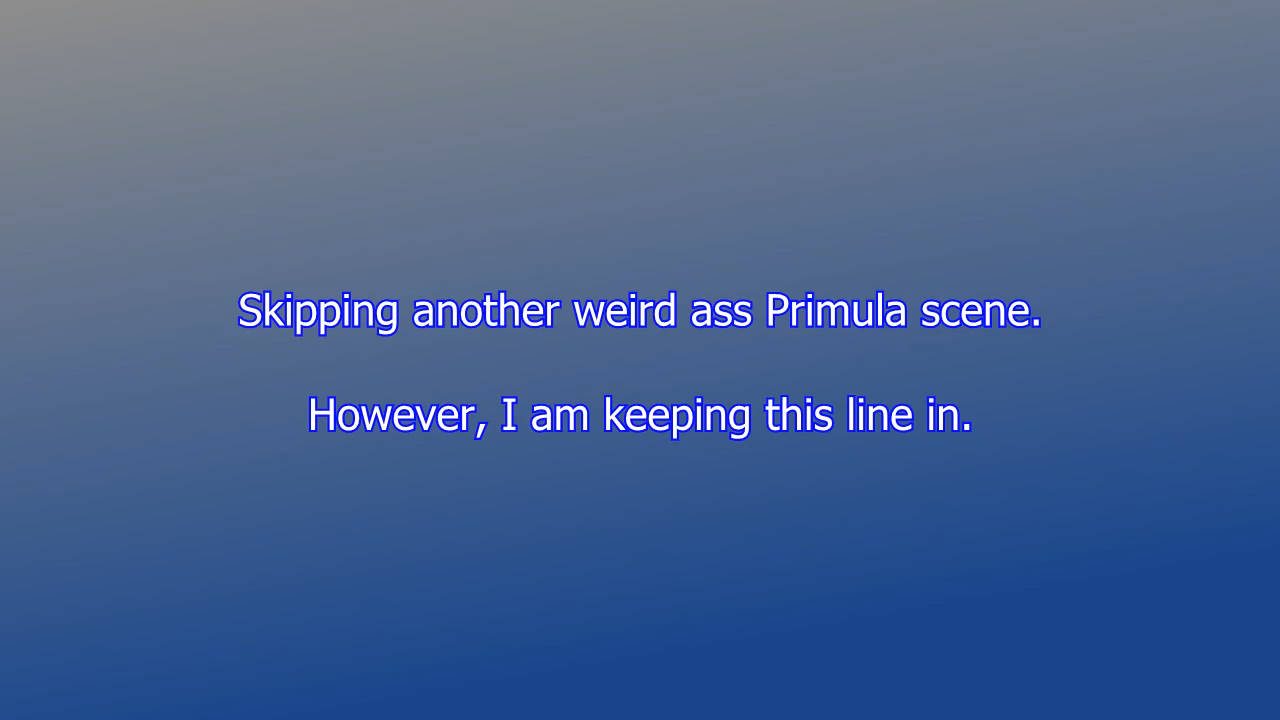 Skipping another weird ass Primula scene.
However, I am keeping this line in.